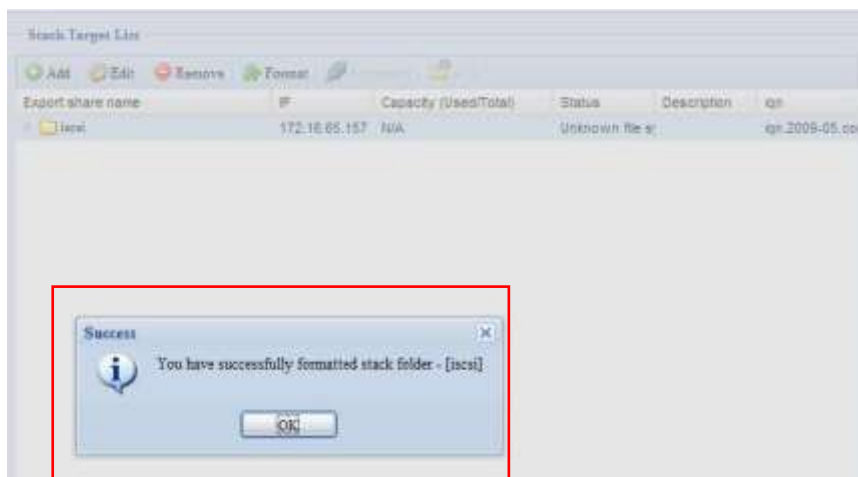 Stack Target List
Add Edit Remove Format
Export share name IP Capacity (Used/Total) Status Description iqn
iscsi 172.16.65.157 N/A Unknown file s iqn.2009-05.co
Success
You have successfully formatted stack folder - [iscsi]
OK